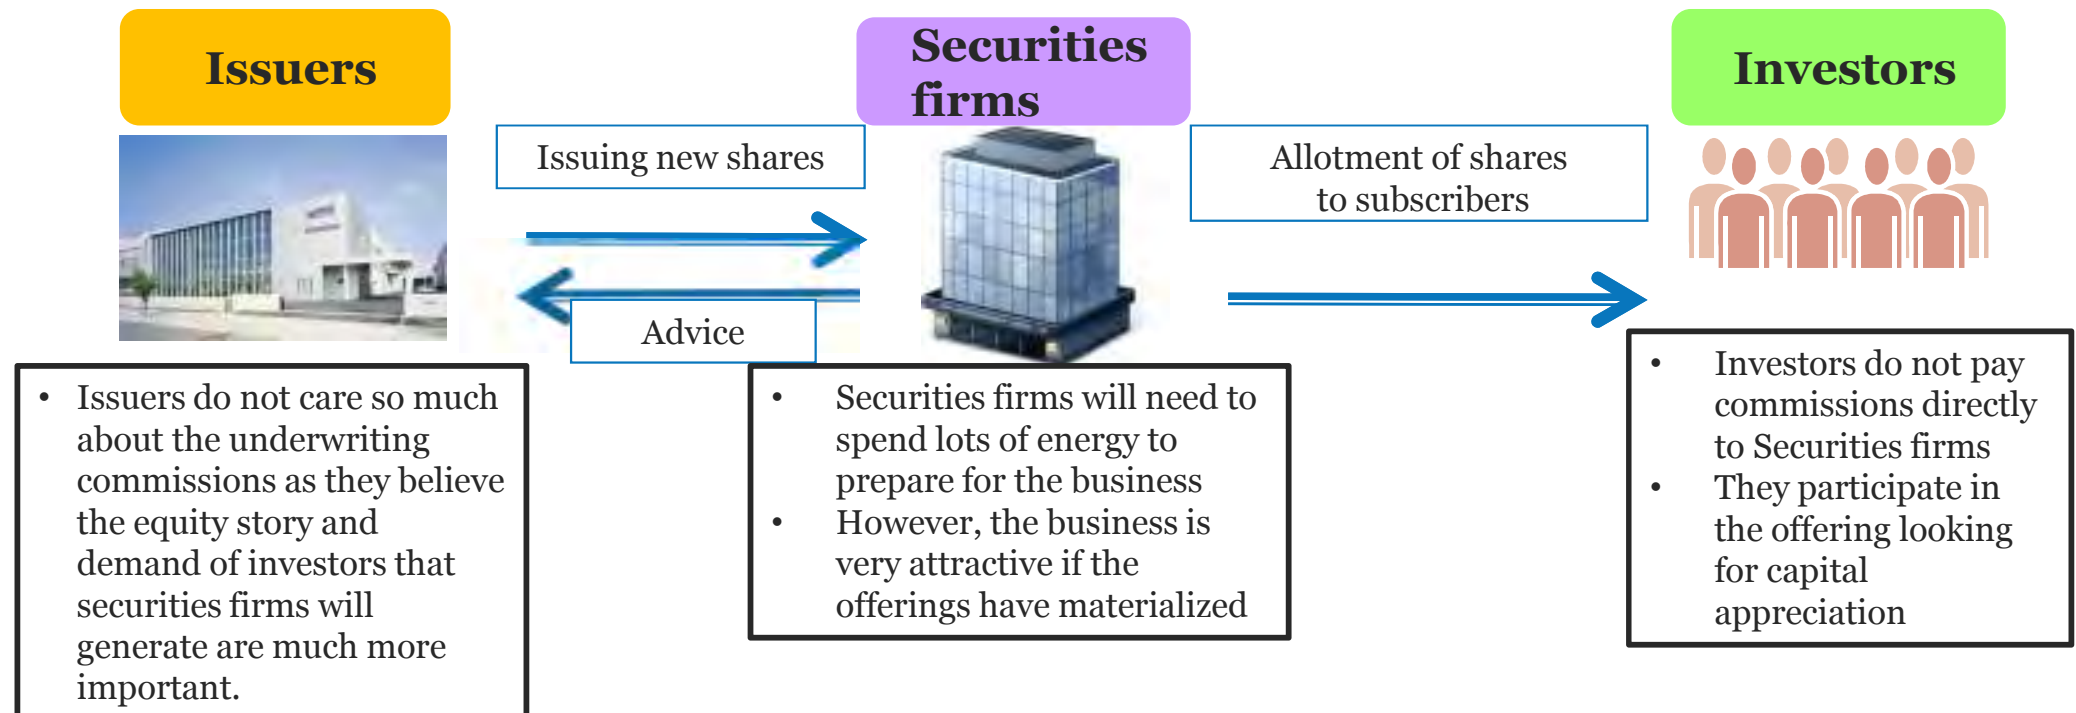 Issuers
Securities
firms
Investors
Issuing new shares
Allotment of shares
to subscribers
Advice
• Issuers do not care so much
about the underwriting
commissions as they believe
the equity story and
demand of investors that
securities firms will
generate are much more
important.
• Securities firms will need to
spend lots of energy to
prepare for the business
• However, the business is
very attractive if the
offerings have materialized
• Investors do not pay
commissions directly
to Securities firms
• They participate in
the offering looking
for capital
appreciation